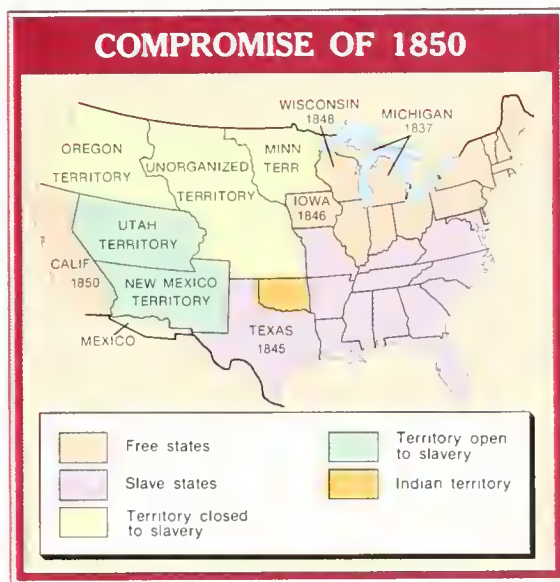 COMPROMISE OF 1850
WISCONSIN
1848
MICHIGAN
1837
OREGON
TERRITORY
UNORGANIZED
TERRITORY
MINN
TERR
IOWA
1846
UTAH
TERRITORY
CALIF
1850
NEW MEXICO
TERRITORY
MEXICO
TEXAS
1845
Free states
Slave states
Territory closed
to slavery
Territory open
to slavery
Indian territory